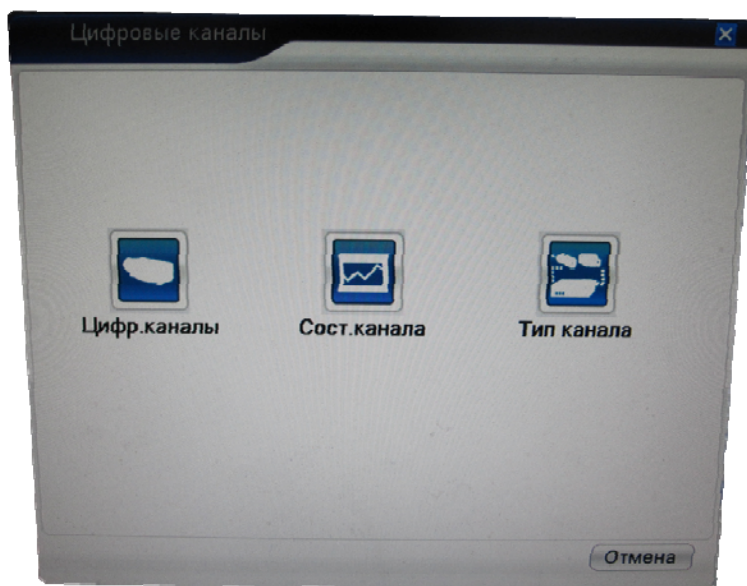 Цифровые каналы
Цифр.каналы
Сост.канала
Тип канала
Отмена